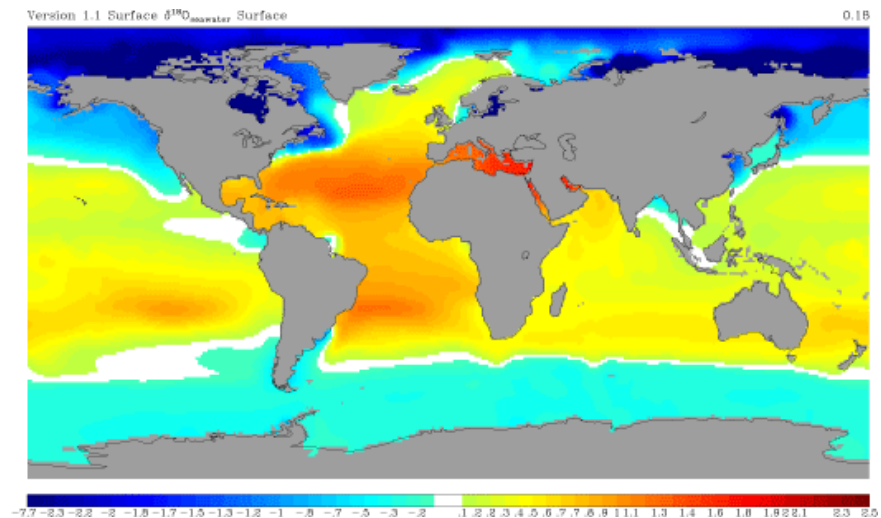 Version 1.1 Surface δ¹⁸Oseawater Surface 0.18
-7.7 -2.3 -2.2 -2 -1.8 -1.7 -1.5 -1.3 -1.2 -1 -.8 -.7 -.5 -.3 -.2 .1 .2 .3 .4 .5 .6 .7 .8 .9 1 1.1 1.3 1.4 1.6 1.8 1.9 2 2.1 2.3 2.5